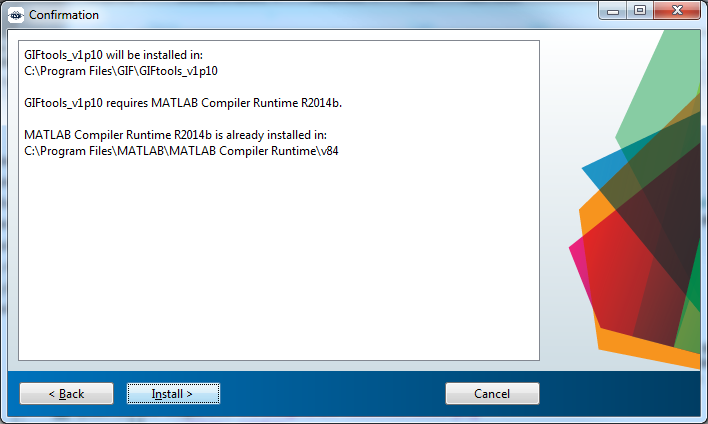 Confirmation
GIFtools_v1p10 will be installed in:
C:\Program Files\GIF\GIFtools_v1p10
GIFtools_v1p10 requires MATLAB Compiler Runtime R2014b.
MATLAB Compiler Runtime R2014b is already installed in:
C:\Program Files\MATLAB\MATLAB Compiler Runtime\v84
< Back
Install >
Cancel